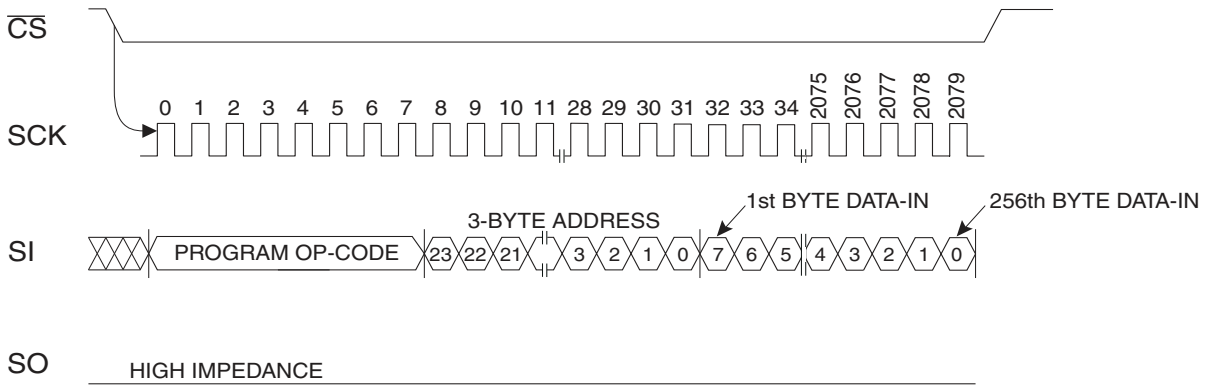 CS
0 1 2 3 4 5 6 7 8 9 10 11 28 29 30 31 32 33 34 2075 2076 2077 2078 2079
SCK
1st BYTE DATA-IN 256th BYTE DATA-IN
3-BYTE ADDRESS
SI PROGRAM OP-CODE 23 22 21 3 2 1 0 7 6 5 4 3 2 1 0
SO HIGH IMPEDANCE